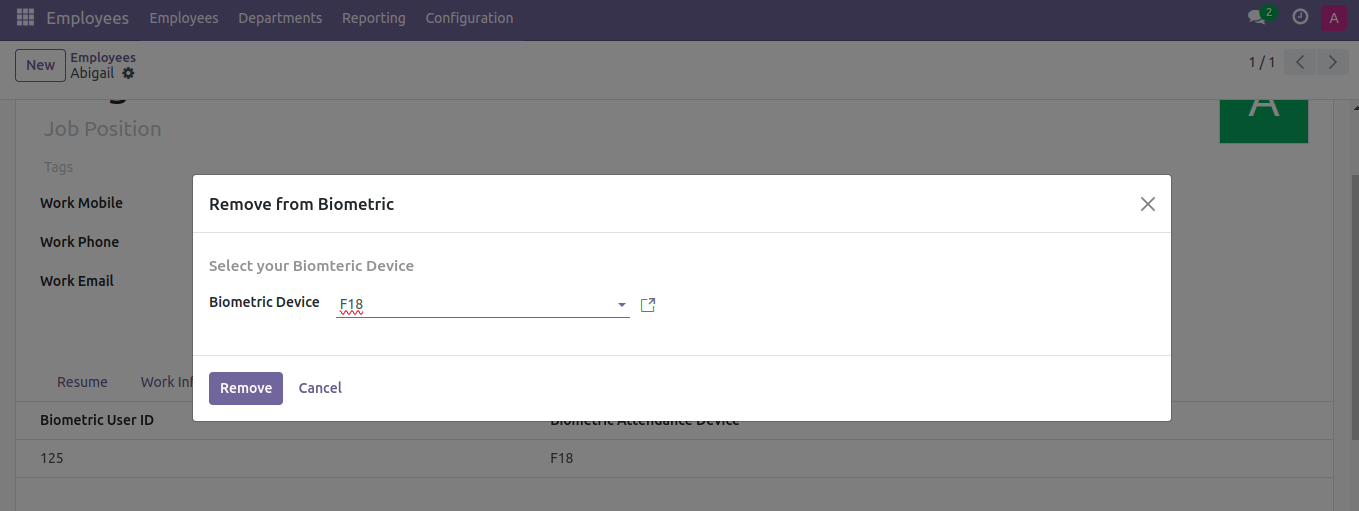 Employees Employees Departments Reporting Configuration 2 A
New Employees 1 / 1
Abigail
A
Job Position
Tags
Work Mobile
Remove from Biometric
Work Phone
Select your Biomteric Device
Work Email
Biometric Device F18
Resume Work Inf
Remove Cancel
Biometric User ID Biometric Attendance Device
125 F18